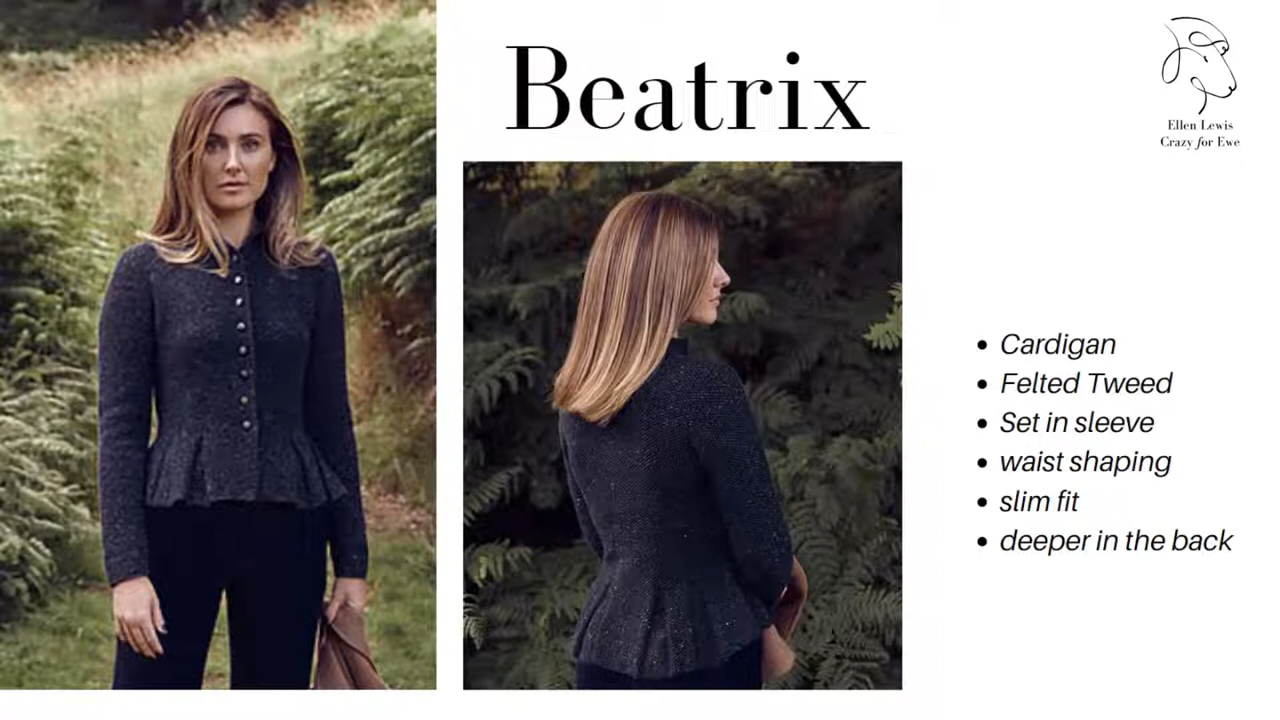 Beatrix
Ellen Lewis
Crazy for Ewe
Cardigan
Felted Tweed
Set in sleeve
waist shaping
slim fit
deeper in the back